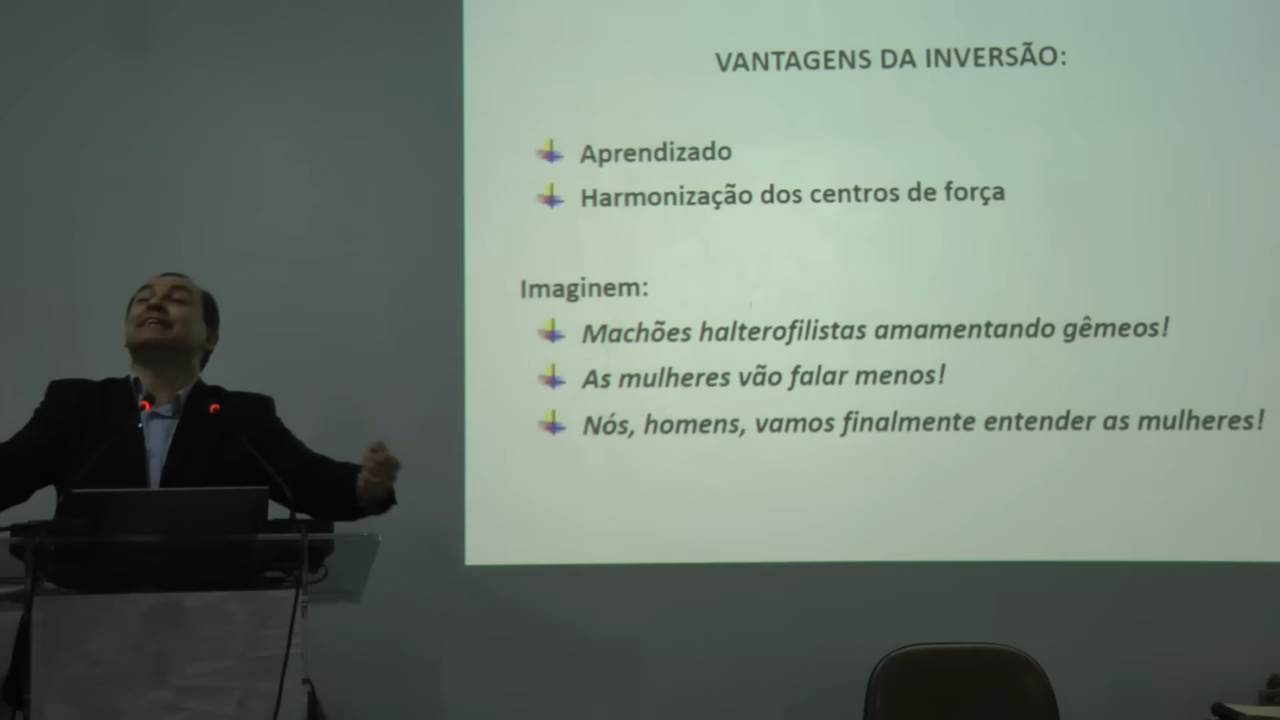 VANTAGENS DA INVERSÃO:
Aprendizado
Harmonização dos centros de força
Imaginem:
Machões halterofilistas amamentando gêmeos!
As mulheres vão falar menos!
Nós, homens, vamos finalmente entender as mulheres!